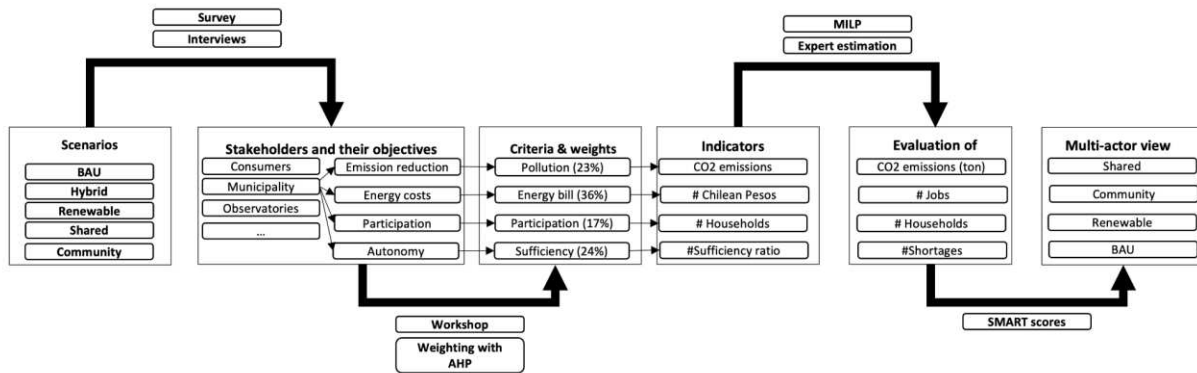 Survey
Interviews
MILP
Expert estimation
Scenarios
BAU
Hybrid
Renewable
Shared
Community
Stakeholders and their objectives
Consumers
Municipality
Observatories
...
Emission reduction
Energy costs
Participation
Autonomy
Criteria & weights
Pollution (23%)
Energy bill (36%)
Participation (17%)
Sufficiency (24%)
Indicators
CO2 emissions
# Chilean Pesos
# Households
#Sufficiency ratio
Evaluation of
CO2 emissions (ton)
# Jobs
# Households
#Shortages
Multi-actor view
Shared
Community
Renewable
BAU
Workshop
Weighting with
AHP
SMART scores